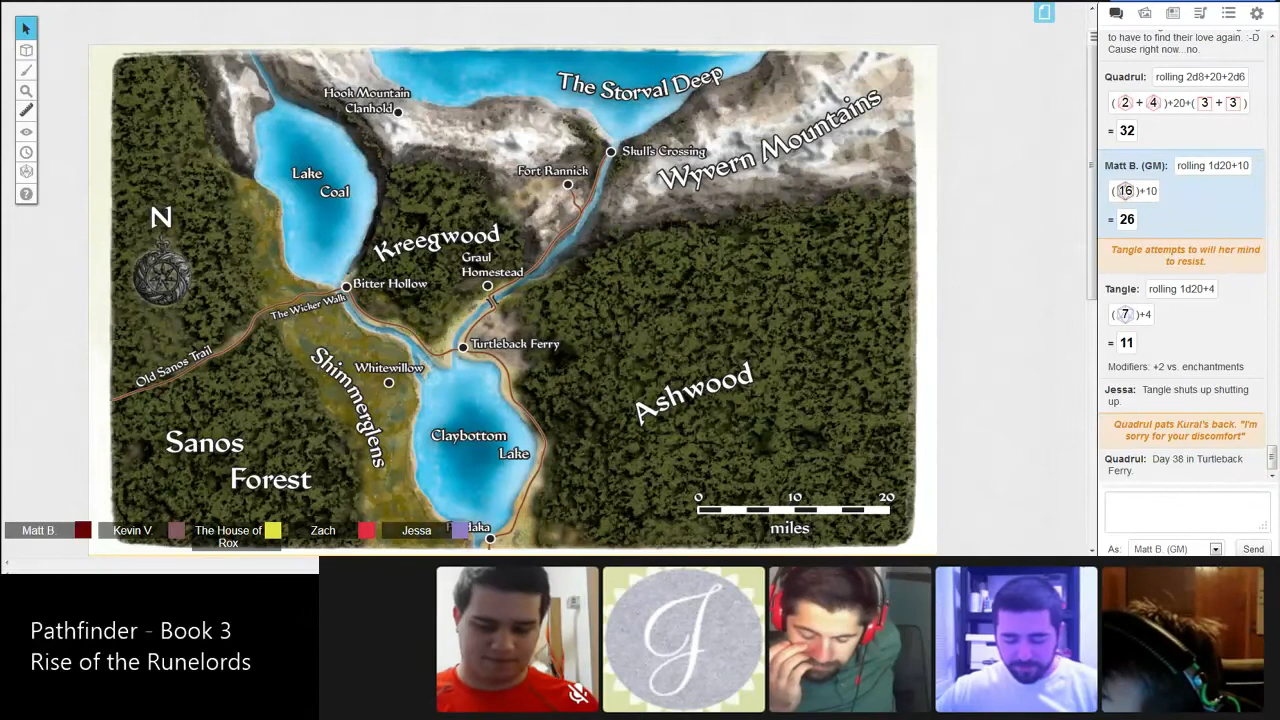 The Storval Deep
Hook Mountain
Clanhold
Wyvern Mountains
Skull's Crossing
Fort Rannick
Lake
Coal
N
Kreegwood
Graul
Homestead
Bitter Hollow
The Wicker Walk
Old Sanos Trail
Turtleback Ferry
Shimmerglens
Whitewillow
Ashwood
Claybottom
Lake
Sanos
Forest
0 10 20
miles
Matt B.
Kevin V.
The House of
Rox
Zach
Jessa
to have to find their love again. :-D
Cause right now...no.
Quadrul: rolling 2d8+20+2d6
(2 + 4)+20+(3 + 3)
= 32
Matt B. (GM): rolling 1d20+10
(16)+10
= 26
Tangle attempts to will her mind
to resist.
Tangle: rolling 1d20+4
(7)+4
= 11
Modifiers: +2 vs. enchantments
Jessa: Tangle shuts up shutting
up.
Quadrul pats Kural's back. "I'm
sorry for your discomfort"
Quadrul: Day 38 in Turtleback
Ferry.
As: Matt B. (GM) Send
Pathfinder - Book 3
Rise of the Runelords
J